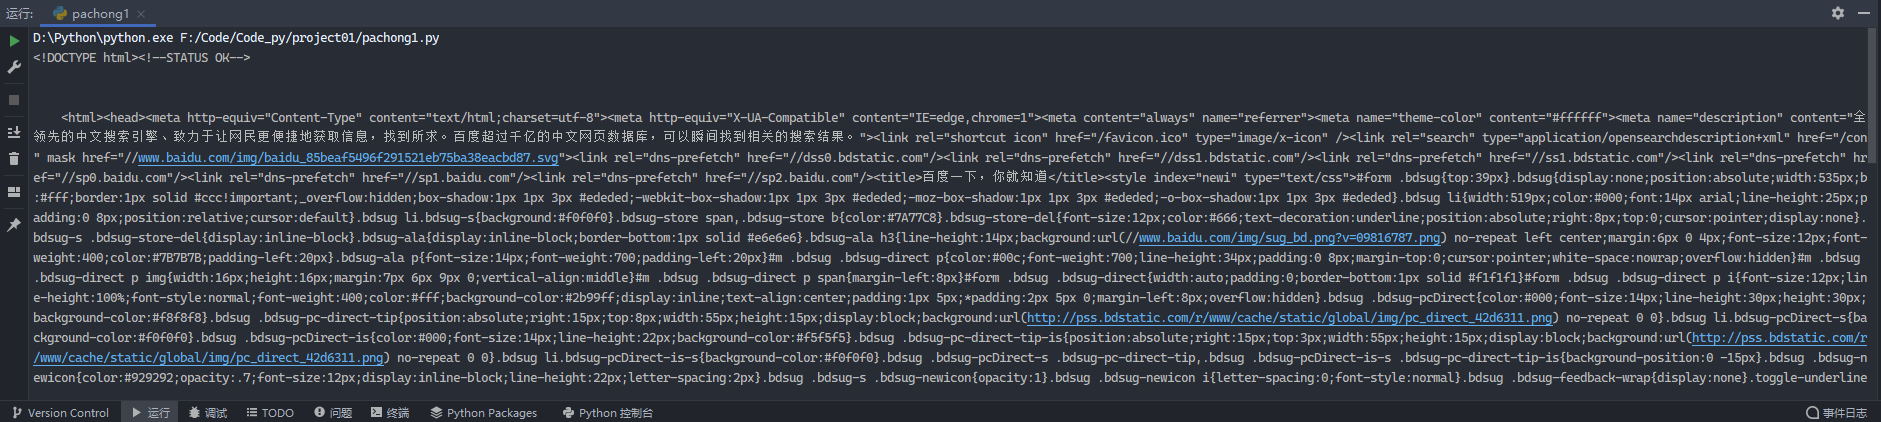 运行: pachong1
D:\Python\python.exe F:/Code/Code_py/project01/pachong1.py
<!DOCTYPE html><!--STATUS OK-->
<html><head><meta http-equiv="Content-Type" content="text/html;charset=utf-8"><meta http-equiv="X-UA-Compatible" content="IE=edge,chrome=1"><meta content="always" name="referrer"><meta name="theme-color" content="#ffffff"><meta name="description" content="全
领先的中文搜索引擎、致力于让网民更便捷地获取信息，找到所求。百度超过千亿的中文网页数据库，可以瞬间找到相关的搜索结果。"><link rel="shortcut icon" href="/favicon.ico" type="image/x-icon" /><link rel="search" type="application/opensearchdescription+xml" href="/con
" mask href="//www.baidu.com/img/baidu_85beaf5496f291521eb75ba38eacbd87.svg"><link rel="dns-prefetch" href="//dss0.bdstatic.com"/><link rel="dns-prefetch" href="//dss1.bdstatic.com"/><link rel="dns-prefetch" href="//ss1.bdstatic.com"/><link rel="dns-prefetch" hr
ef="//sp0.baidu.com"/><link rel="dns-prefetch" href="//sp1.baidu.com"/><link rel="dns-prefetch" href="//sp2.baidu.com"/><title>百度一下，你就知道</title><style index="newi" type="text/css">#form .bdsug{top:39px}.bdsug{display:none;position:absolute;width:535px;b
:#fff;border:1px solid #ccc!important;_overflow:hidden;box-shadow:1px 1px 3px #ededed;-webkit-box-shadow:1px 1px 3px #ededed;-moz-box-shadow:1px 1px 3px #ededed;-o-box-shadow:1px 1px 3px #ededed}.bdsug li{width:519px;color:#000;font:14px arial;line-height:25px;p
adding:0 8px;position:relative;cursor:default}.bdsug li.bdsug-s{background:#f0f0f0}.bdsug-store span,.bdsug-store b{color:#7A77C8}.bdsug-store-del{font-size:12px;color:#666;text-decoration:underline;position:absolute;right:8px;top:0;cursor:pointer;display:none}.
bdsug-s .bdsug-store-del{display:inline-block}.bdsug-ala{display:inline-block;border-bottom:1px solid #e6e6e6}.bdsug-ala h3{line-height:14px;background:url(//www.baidu.com/img/sug_bd.png?v=09816787.png) no-repeat left center;margin:6px 0 4px;font-size:12px;font-
weight:400;color:#7B7B7B;padding-left:20px}.bdsug-ala p{font-size:14px;font-weight:700;padding-left:20px}#m .bdsug .bdsug-direct p{color:#00c;font-weight:700;line-height:34px;padding:0 8px;margin-top:0;cursor:pointer;white-space:nowrap;overflow:hidden}#m .bdsug
.bdsug-direct p img{width:16px;height:16px;margin:7px 6px 9px 0;vertical-align:middle}#m .bdsug .bdsug-direct p span{margin-left:8px}#form .bdsug .bdsug-direct{width:auto;padding:0;border-bottom:1px solid #f1f1f1}#form .bdsug .bdsug-direct p i{font-size:12px;lin
e-height:100%;font-style:normal;font-weight:400;color:#fff;background-color:#2b99ff;display:inline;text-align:center;padding:1px 5px;*padding:2px 5px 0;margin-left:8px;overflow:hidden}.bdsug .bdsug-pcDirect{color:#000;font-size:14px;line-height:30px;height:30px;
background-color:#f8f8f8}.bdsug .bdsug-pc-direct-tip{position:absolute;right:15px;top:8px;width:55px;height:15px;display:block;background:url(http://pss.bdstatic.com/r/www/cache/static/global/img/pc_direct_42d6311.png) no-repeat 0 0}.bdsug li.bdsug-pcDirect-s{ba
ckground-color:#f0f0f0}.bdsug .bdsug-pcDirect-is{color:#000;font-size:14px;line-height:22px;background-color:#f5f5f5}.bdsug .bdsug-pc-direct-tip-is{position:absolute;right:15px;top:3px;width:55px;height:15px;display:block;background:url(http://pss.bdstatic.com/r
/www/cache/static/global/img/pc_direct_42d6311.png) no-repeat 0 0}.bdsug li.bdsug-pcDirect-is-s{background-color:#f0f0f0}.bdsug .bdsug-pcDirect-s .bdsug-pc-direct-tip,.bdsug .bdsug-pcDirect-is-s .bdsug-pc-direct-tip-is{background-position:0 -15px}.bdsug .bdsug-n
ewicon{color:#929292;opacity:.7;font-size:12px;display:inline-block;line-height:22px;letter-spacing:2px}.bdsug .bdsug-s .bdsug-newicon{opacity:1}.bdsug .bdsug-newicon i{letter-spacing:0;font-style:normal}.bdsug .bdsug-feedback-wrap{display:none}.toggle-underline
Version Control 运行 调试 TODO 问题 终端 Python Packages Python 控制台 事件日志